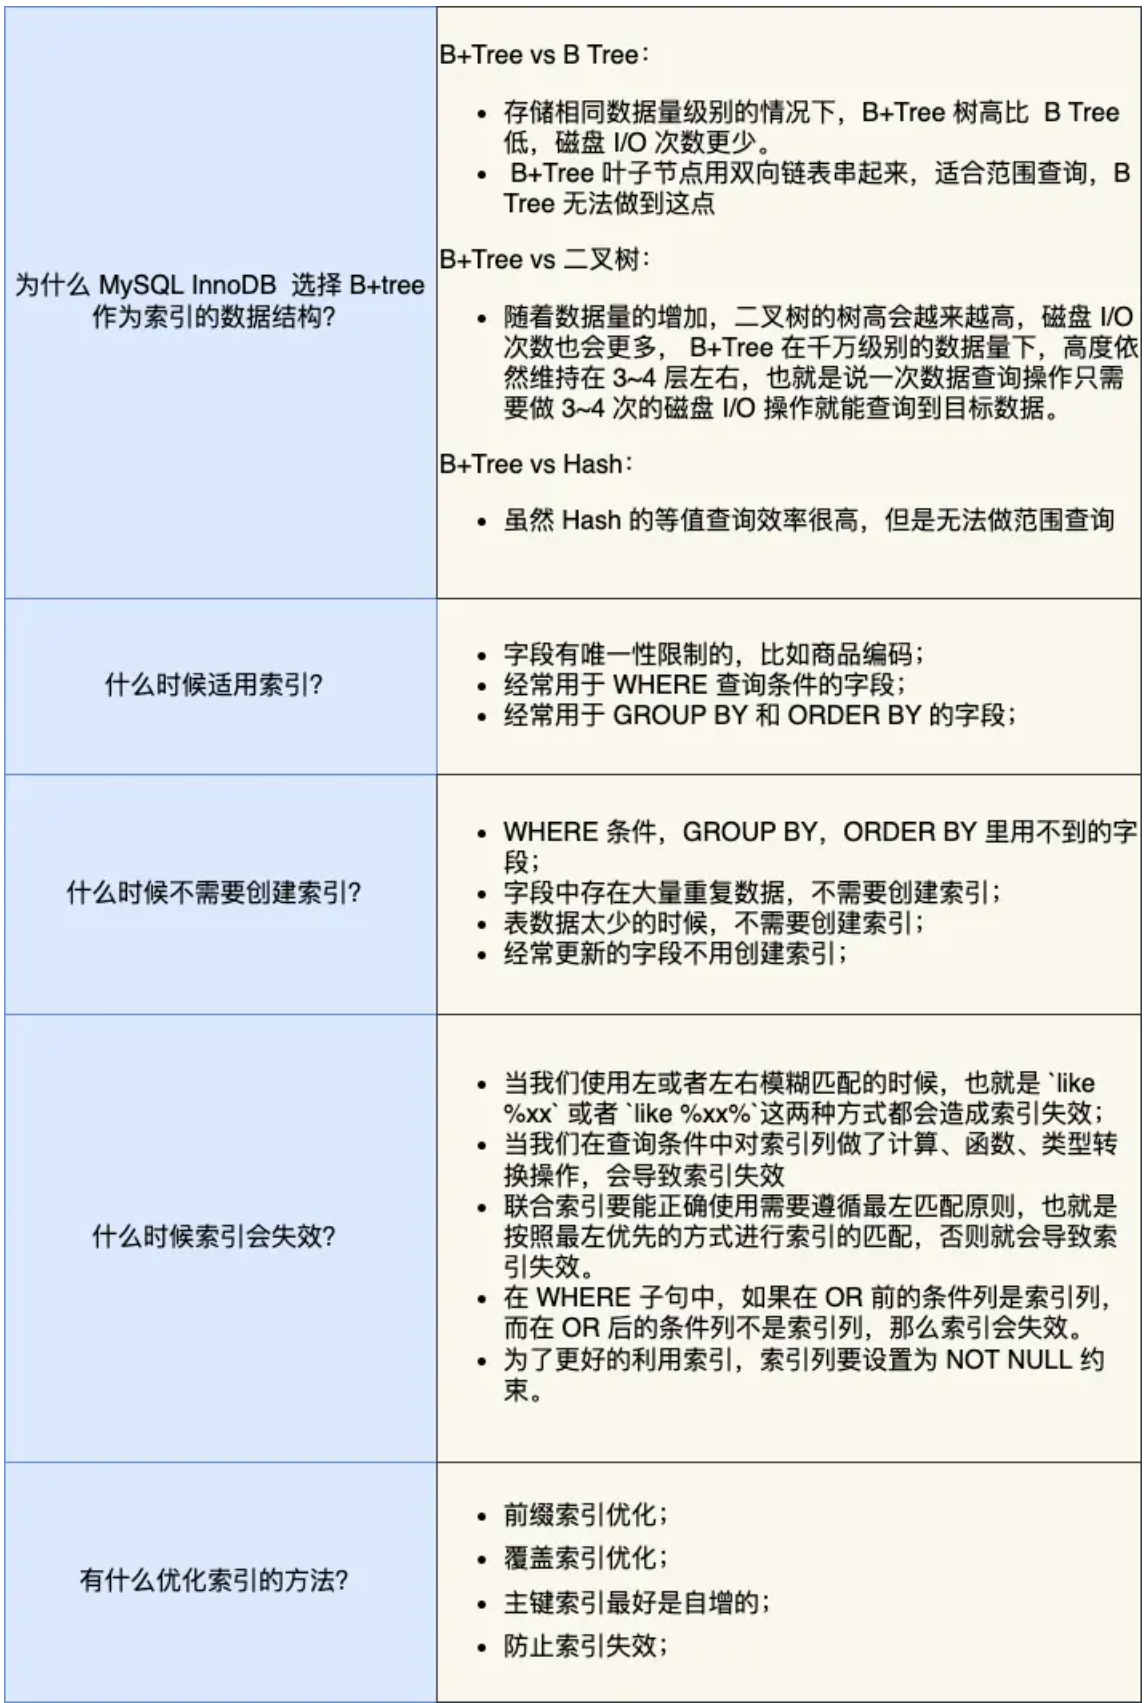 B+Tree vs B Tree：
• 存储相同数据量级别的情况下，B+Tree 树高比 B Tree
低，磁盘 I/O 次数更少。
• B+Tree 叶子节点用双向链表串起来，适合范围查询，B
Tree 无法做到这点
B+Tree vs 二叉树：
为什么 MySQL InnoDB 选择 B+tree
作为索引的数据结构?
• 随着数据量的增加，二叉树的树高会越来越高，磁盘 I/O
次数也会更多， B+Tree 在千万级别的数据量下，高度依
然维持在 3~4 层左右，也就是说一次数据查询操作只需
要做 3~4 次的磁盘 I/O 操作就能查询到目标数据。
B+Tree vs Hash：
• 虽然 Hash 的等值查询效率很高，但是无法做范围查询
什么时候适用索引?
• 字段有唯一性限制的，比如商品编码；
• 经常用于 WHERE 查询条件的字段；
• 经常用于 GROUP BY 和 ORDER BY 的字段；
什么时候不需要创建索引?
• WHERE 条件，GROUP BY，ORDER BY 里用不到的字
段；
• 字段中存在大量重复数据，不需要创建索引；
• 表数据太少的时候，不需要创建索引；
• 经常更新的字段不用创建索引；
什么时候索引会失效?
• 当我们使用左或者左右模糊匹配的时候，也就是 `like
%xx` 或者 `like %xx%`这两种方式都会造成索引失效；
• 当我们在查询条件中对索引列做了计算、函数、类型转
换操作，会导致索引失效
• 联合索引要能正确使用需要遵循最左匹配原则，也就是
按照最左优先的方式进行索引的匹配，否则就会导致索
引失效。
• 在 WHERE 子句中，如果在 OR 前的条件列是索引列，
而在 OR 后的条件列不是索引列，那么索引会失效。
• 为了更好的利用索引，索引列要设置为 NOT NULL 约
束。
有什么优化索引的方法?
• 前缀索引优化；
• 覆盖索引优化；
• 主键索引最好是自增的；
• 防止索引失效；